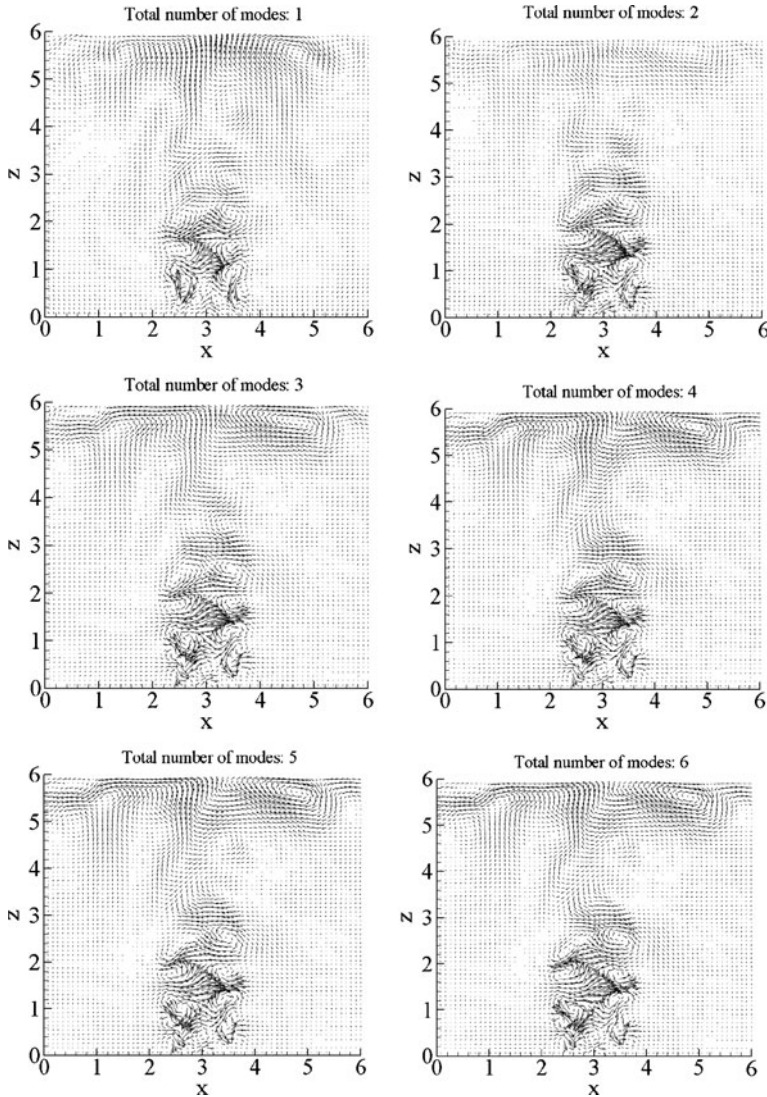 Total number of modes: 1
6
5
4
3
2
1
0
z
0 1 2 3 4 5 6
x
Total number of modes: 2
6
5
4
3
2
1
0
z
0 1 2 3 4 5 6
x
Total number of modes: 3
6
5
4
3
2
1
0
z
0 1 2 3 4 5 6
x
Total number of modes: 4
6
5
4
3
2
1
0
z
0 1 2 3 4 5 6
x
Total number of modes: 5
6
5
4
3
2
1
0
z
0 1 2 3 4 5 6
x
Total number of modes: 6
6
5
4
3
2
1
0
z
0 1 2 3 4 5 6
x